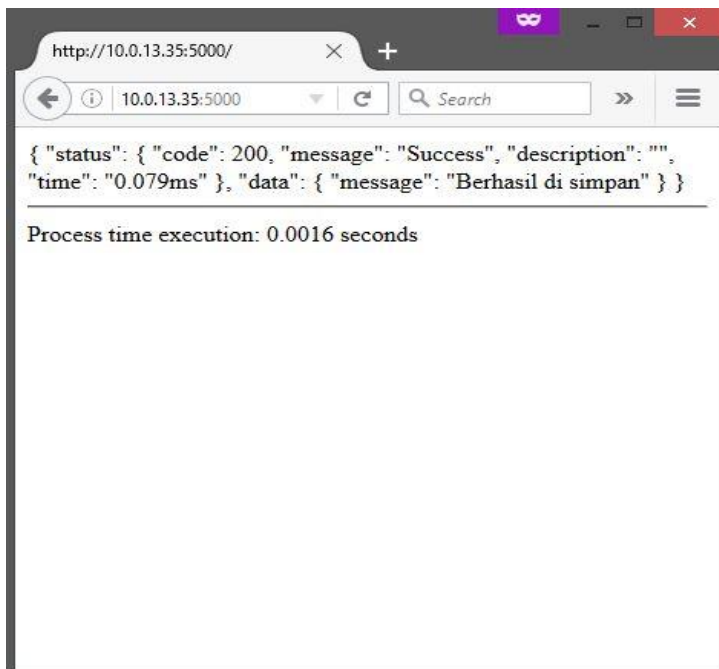 http://10.0.13.35:5000/
10.0.13.35:5000
Search
{ "status": { "code": 200, "message": "Success", "description": "",
"time": "0.079ms" }, "data": { "message": "Berhasil di simpan" } }
Process time execution: 0.0016 seconds